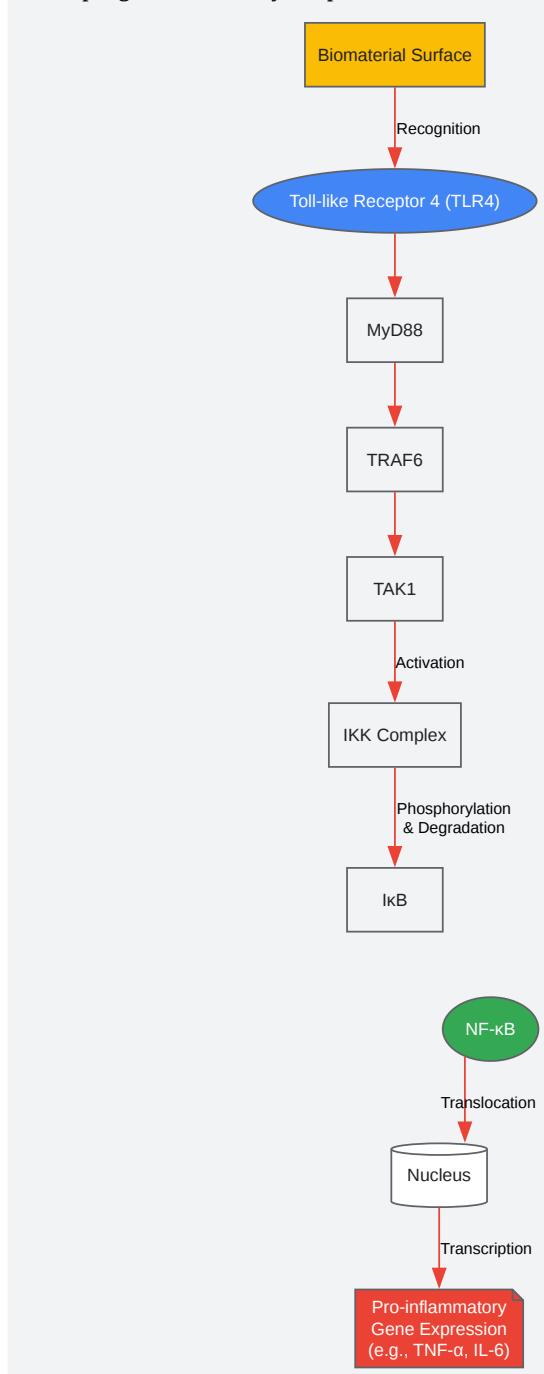 Biomaterial Surface
Recognition
Toll-like Receptor 4 (TLR4)
MyD88
TRAF6
TAK1
Activation
IKK Complex
Phosphorylation
& Degradation
IκB
NF-κB
Translocation
Nucleus
Transcription
Pro-inflammatory
Gene Expression
(e.g., TNF-α, IL-6)